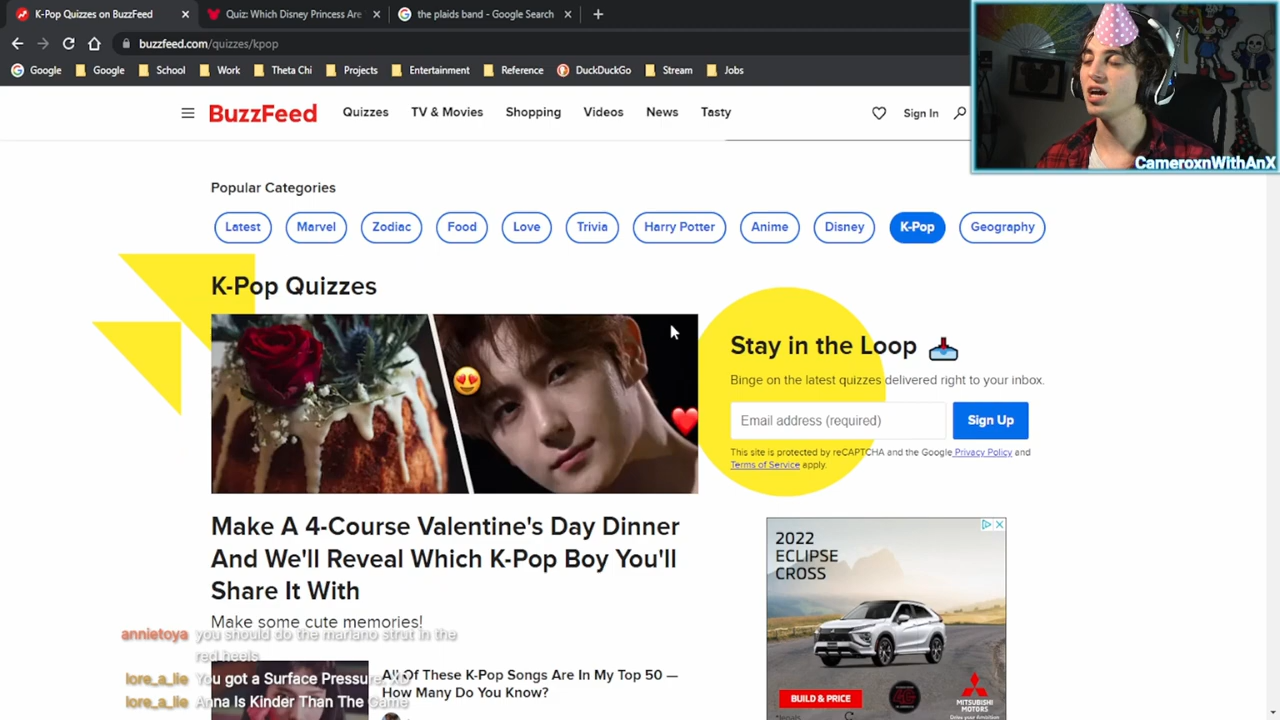 K-Pop Quizzes on BuzzFeed
Quiz: Which Disney Princess Are
the plaids band - Google Search
buzzfeed.com/quizzes/kpop
Google Google School Work Theta Chi Projects Entertainment Reference DuckDuckGo Stream Jobs
CameroxnWithAnX
BuzzFeed Quizzes TV & Movies Shopping Videos News Tasty Sign In
Popular Categories
Latest Marvel Zodiac Food Love Trivia Harry Potter Anime Disney K-Pop Geography
K-Pop Quizzes
Make A 4-Course Valentine's Day Dinner
And We'll Reveal Which K-Pop Boy You'll
Share It With
Make some cute memories!
All Of These K-Pop Songs Are In My Top 50 —
How Many Do You Know?
Stay in the Loop
Binge on the latest quizzes delivered right to your inbox.
Email address (required)
Sign Up
This site is protected by reCAPTCHA and the Google Privacy Policy and
Terms of Service apply.
2022
ECLIPSE
CROSS
BUILD & PRICE
MITSUBISHI
MOTORS
Drive your Ambition
annietoya you should do the mariano strut in the
red heels
lore_a_lie You got a Surface Pressure. XD
lore_a_lie Anna Is Kinder Than The Game